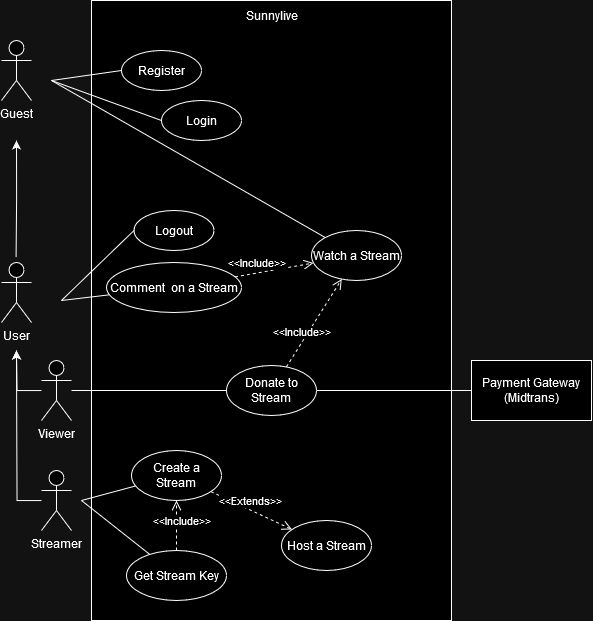 Sunnylive
Register
Guest
Login
Logout
Watch a Stream
<<Include>>
Comment on a Stream
User
<<Include>>
Donate to
Stream
Payment Gateway
(Midtrans)
Viewer
Create a
Stream
<<Extends>>
<<Include>>
Streamer
Host a Stream
Get Stream Key